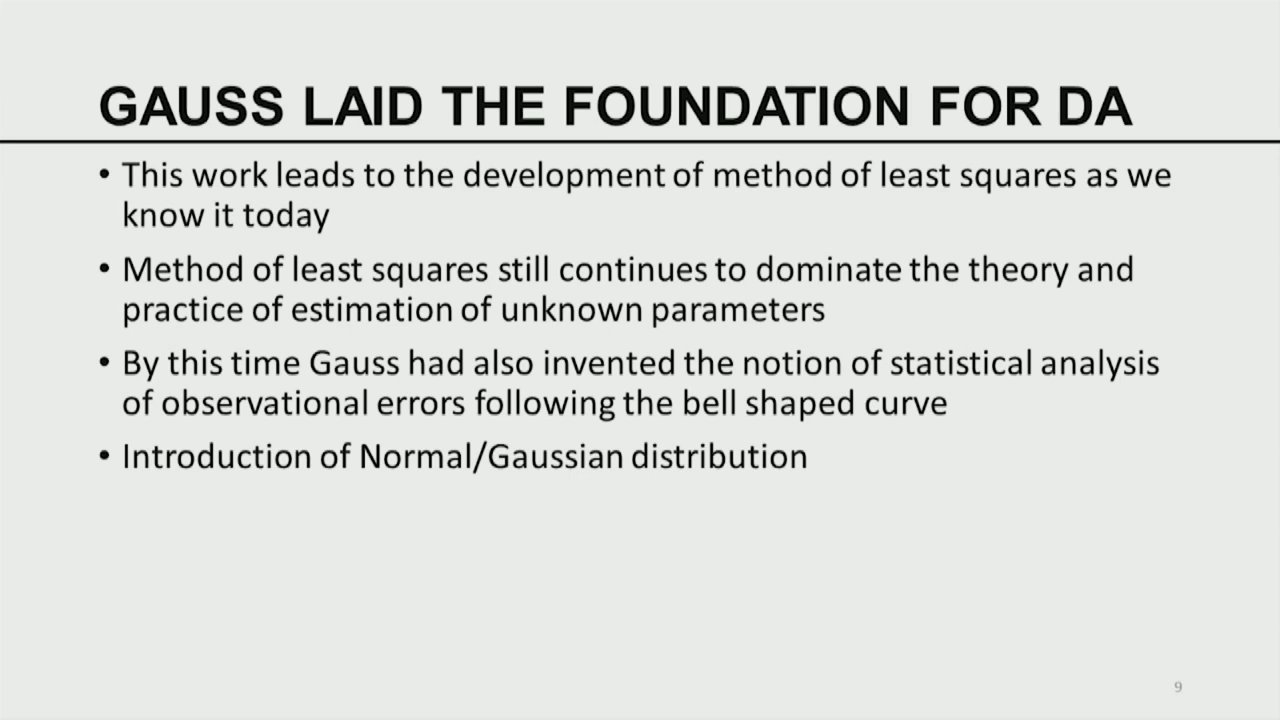 GAUSS LAID THE FOUNDATION FOR DA
• This work leads to the development of method of least squares as we
know it today
• Method of least squares still continues to dominate the theory and
practice of estimation of unknown parameters
• By this time Gauss had also invented the notion of statistical analysis
of observational errors following the bell shaped curve
• Introduction of Normal/Gaussian distribution
9